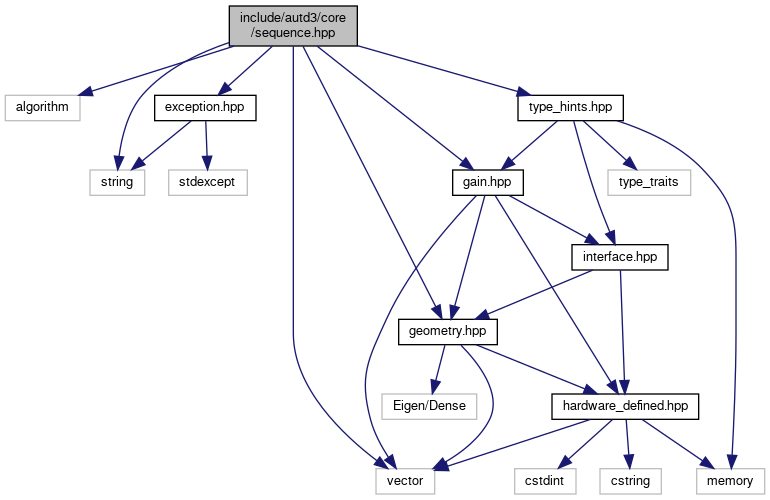 include/autd3/core
/sequence.hpp
algorithm
exception.hpp
type_hints.hpp
string
stdexcept
gain.hpp
type_traits
interface.hpp
geometry.hpp
Eigen/Dense
hardware_defined.hpp
vector
cstdint
cstring
memory